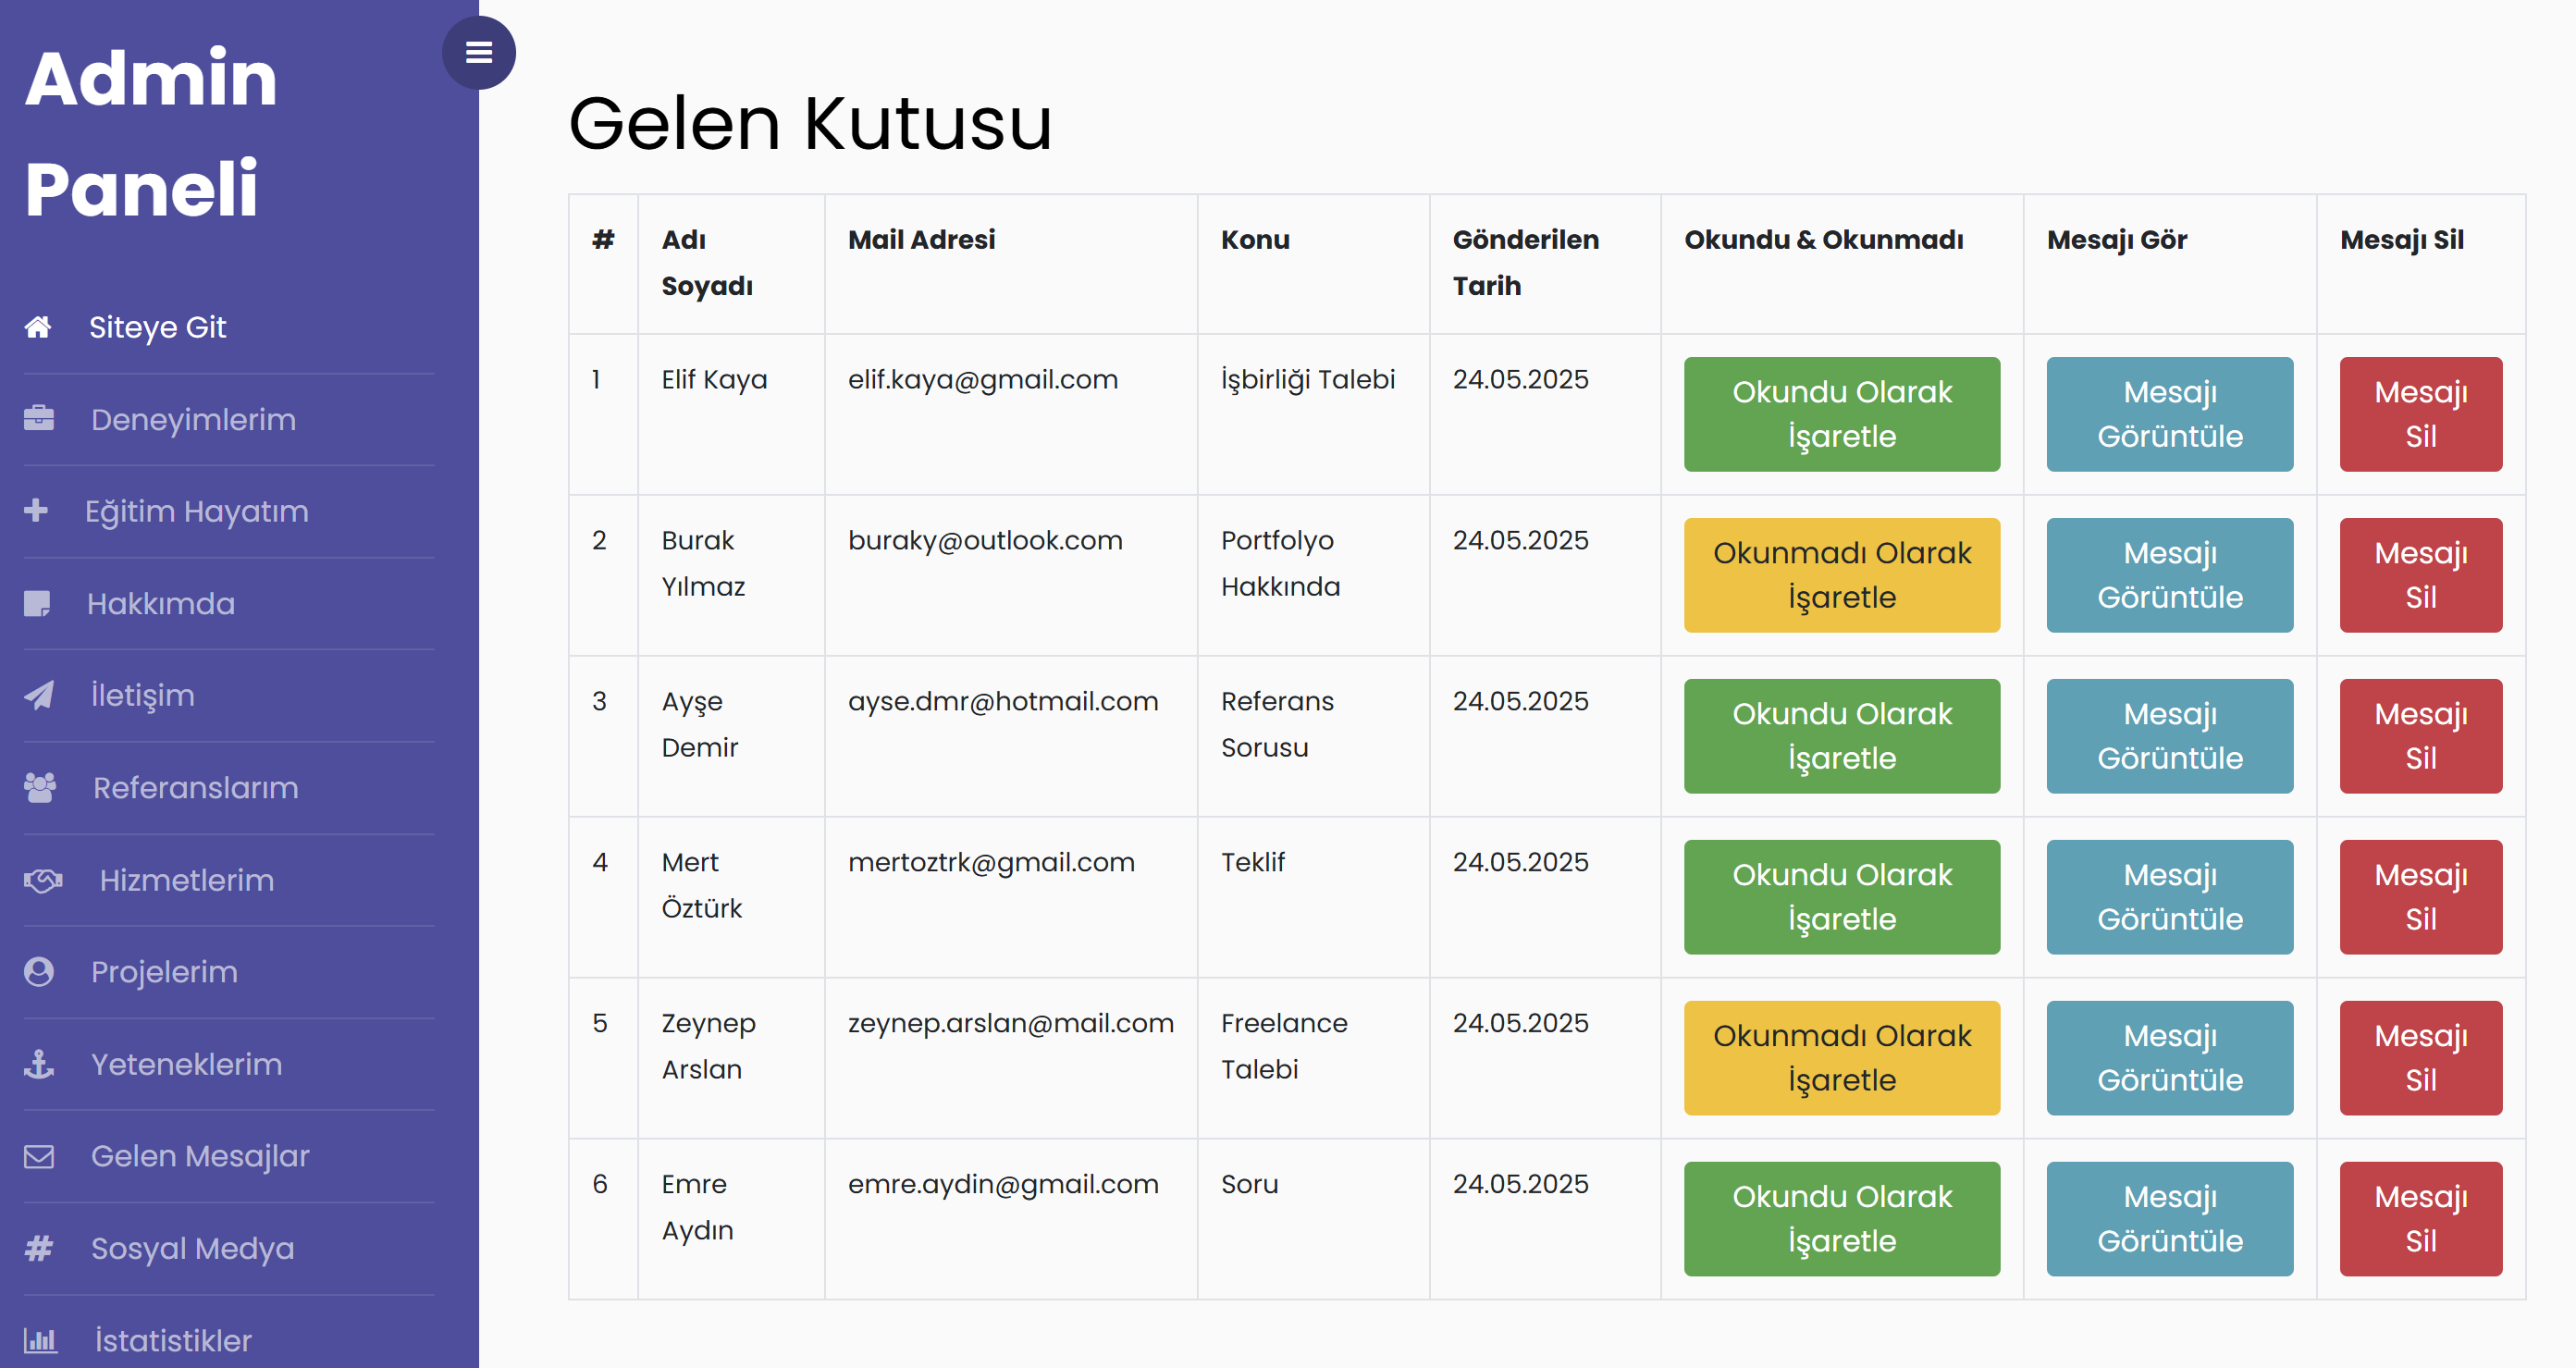 Admin
Paneli
Siteye Git
Deneyimlerim
Eğitim Hayatım
Hakkımda
İletişim
Referanslarım
Hizmetlerim
Projelerim
Yeteneklerim
Gelen Mesajlar
Sosyal Medya
İstatistikler
Gelen Kutusu
# Adı Mail Adresi Konu Gönderilen Okundu & Okunmadı Mesajı Gör Mesajı Sil
Soyadı Tarih
1 Elif Kaya elif.kaya@gmail.com İşbirliği Talebi 24.05.2025 Okundu Olarak Mesajı Mesajı
İşaretle Görüntüle Sil
2 Burak buraky@outlook.com Portfolyo 24.05.2025 Okunmadı Olarak Mesajı Mesajı
Yılmaz Hakkında İşaretle Görüntüle Sil
3 Ayşe ayse.dmr@hotmail.com Referans 24.05.2025 Okundu Olarak Mesajı Mesajı
Demir Sorusu İşaretle Görüntüle Sil
4 Mert mertoztrk@gmail.com Teklif 24.05.2025 Okundu Olarak Mesajı Mesajı
Öztürk İşaretle Görüntüle Sil
5 Zeynep zeynep.arslan@mail.com Freelance 24.05.2025 Okunmadı Olarak Mesajı Mesajı
Arslan Talebi İşaretle Görüntüle Sil
6 Emre emre.aydin@gmail.com Soru 24.05.2025 Okundu Olarak Mesajı Mesajı
Aydın İşaretle Görüntüle Sil